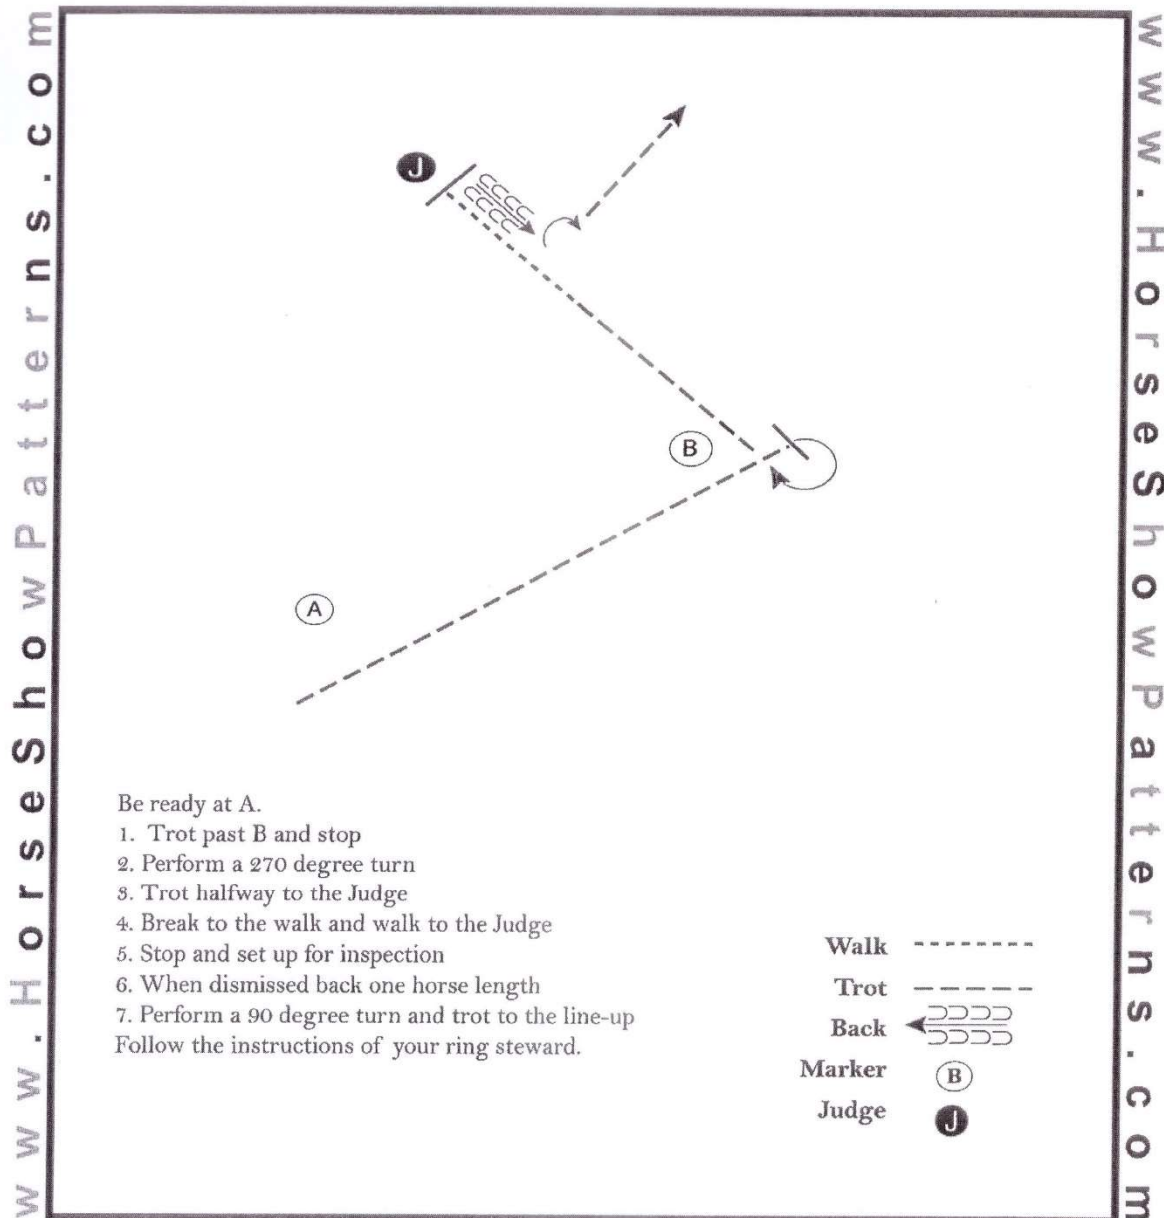 www.HorseShowPatterns.com
www.HorseShowPatterns.com
J
B
A
Be ready at A.
1. Trot past B and stop
2. Perform a 270 degree turn
3. Trot halfway to the Judge
4. Break to the walk and walk to the Judge
5. Stop and set up for inspection
6. When dismissed back one horse length
7. Perform a 90 degree turn and trot to the line-up
Follow the instructions of your ring steward.
Walk
Trot
Back
Marker B
Judge J